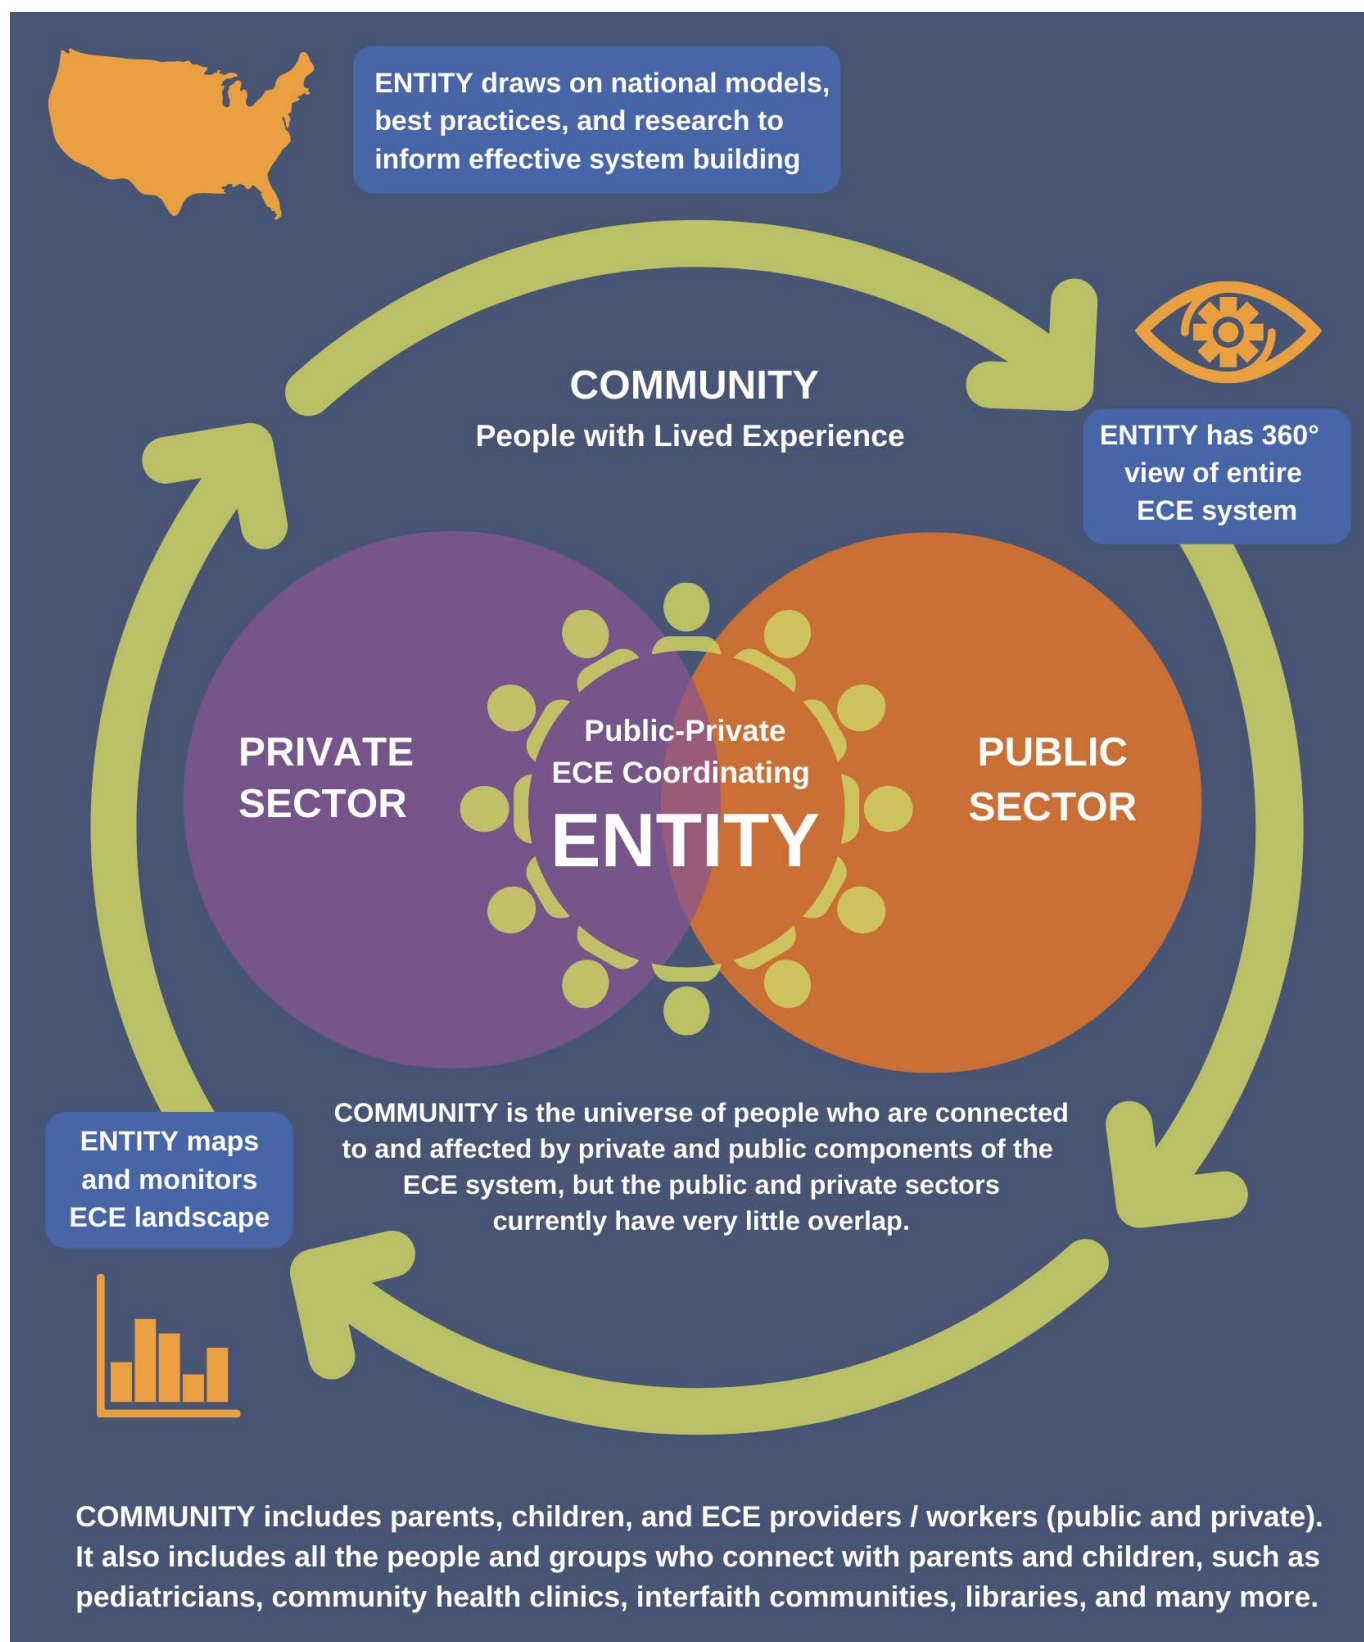 ENTITY draws on national models,
best practices, and research to
inform effective system building
COMMUNITY
People with Lived Experience
ENTITY has 360°
view of entire
ECE system
PRIVATE
SECTOR
Public-Private
ECE Coordinating
ENTITY
PUBLIC
SECTOR
COMMUNITY is the universe of people who are connected
to and affected by private and public components of the
ECE system, but the public and private sectors
currently have very little overlap.
ENTITY maps
and monitors
ECE landscape
COMMUNITY includes parents, children, and ECE providers / workers (public and private).
It also includes all the people and groups who connect with parents and children, such as
pediatricians, community health clinics, interfaith communities, libraries, and many more.